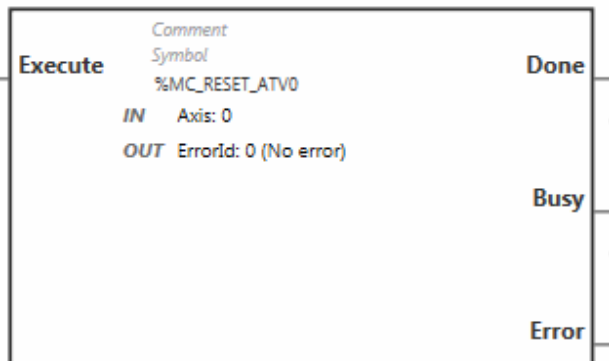 Comment
Symbol
Execute
Done
%MC_RESET_ATV0
IN Axis: 0
OUT ErrorId: 0 (No error)
Busy
Error